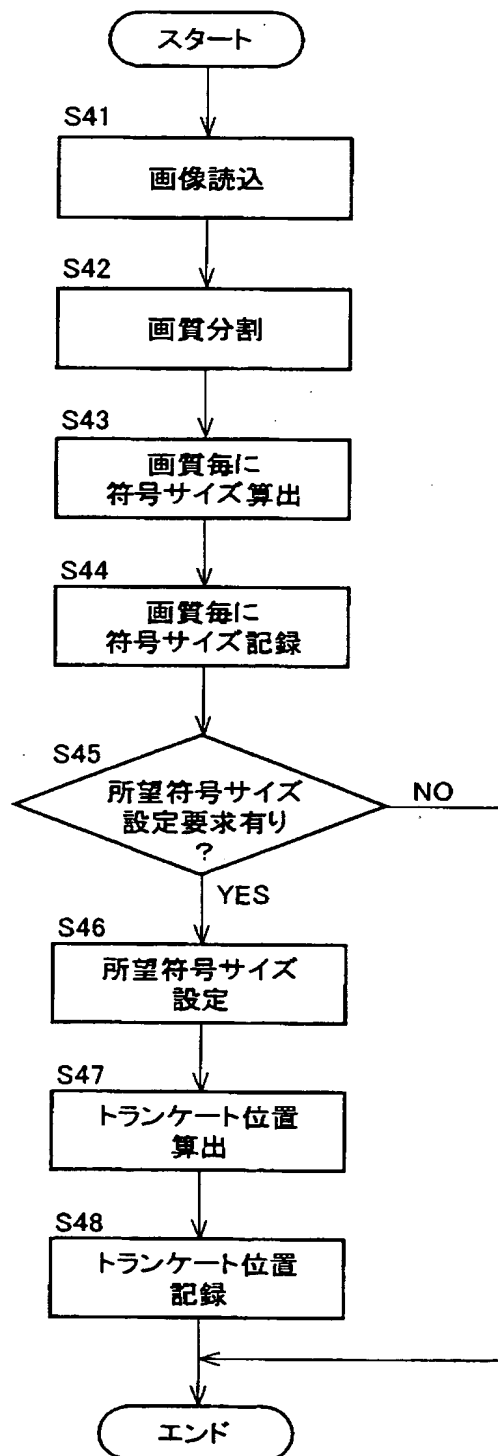 スタート
S41
画像読込
S42
画質分割
S43
画質毎に
符号サイズ算出
S44
画質毎に
符号サイズ記録
S45
所望符号サイズ
設定要求有り
?
NO
YES
S46
所望符号サイズ
設定
S47
トランケート位置
算出
S48
トランケート位置
記録
エンド